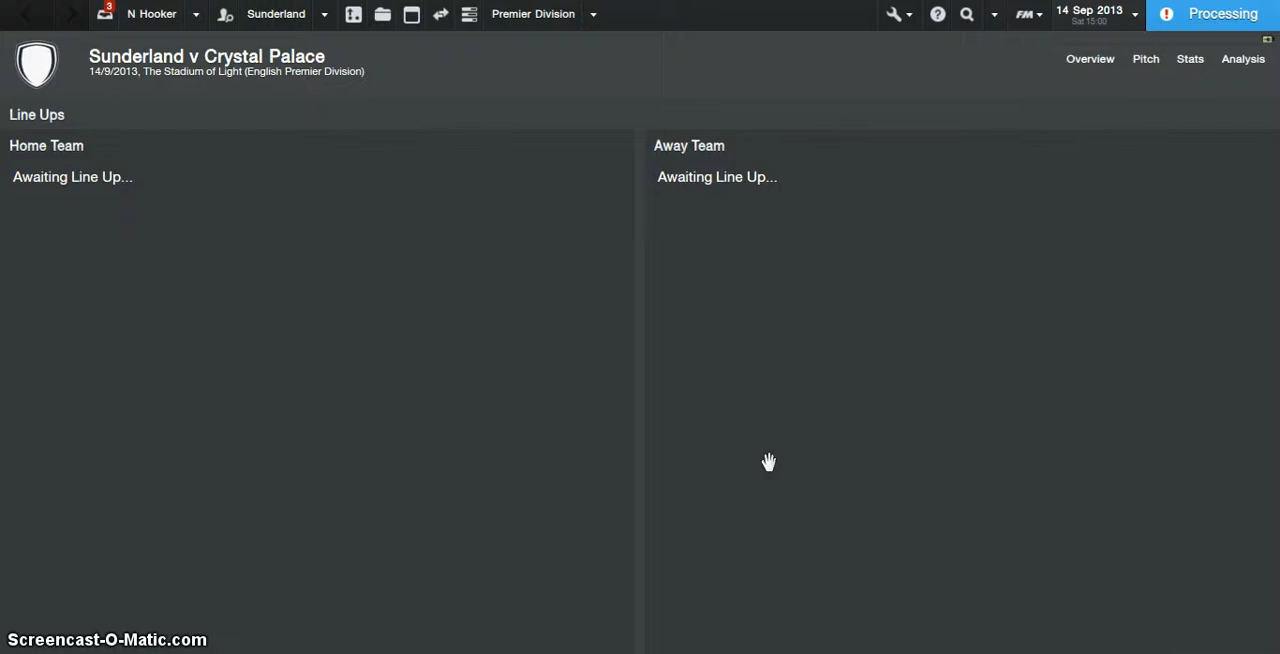 3
N Hooker
Sunderland
Premier Division
FM
14 Sep 2013
Sat 15:00
Processing
Sunderland v Crystal Palace
14/9/2013, The Stadium of Light (English Premier Division)
Overview
Pitch
Stats
Analysis
Line Ups
Home Team
Away Team
Awaiting Line Up...
Awaiting Line Up...
Screencast-O-Matic.com